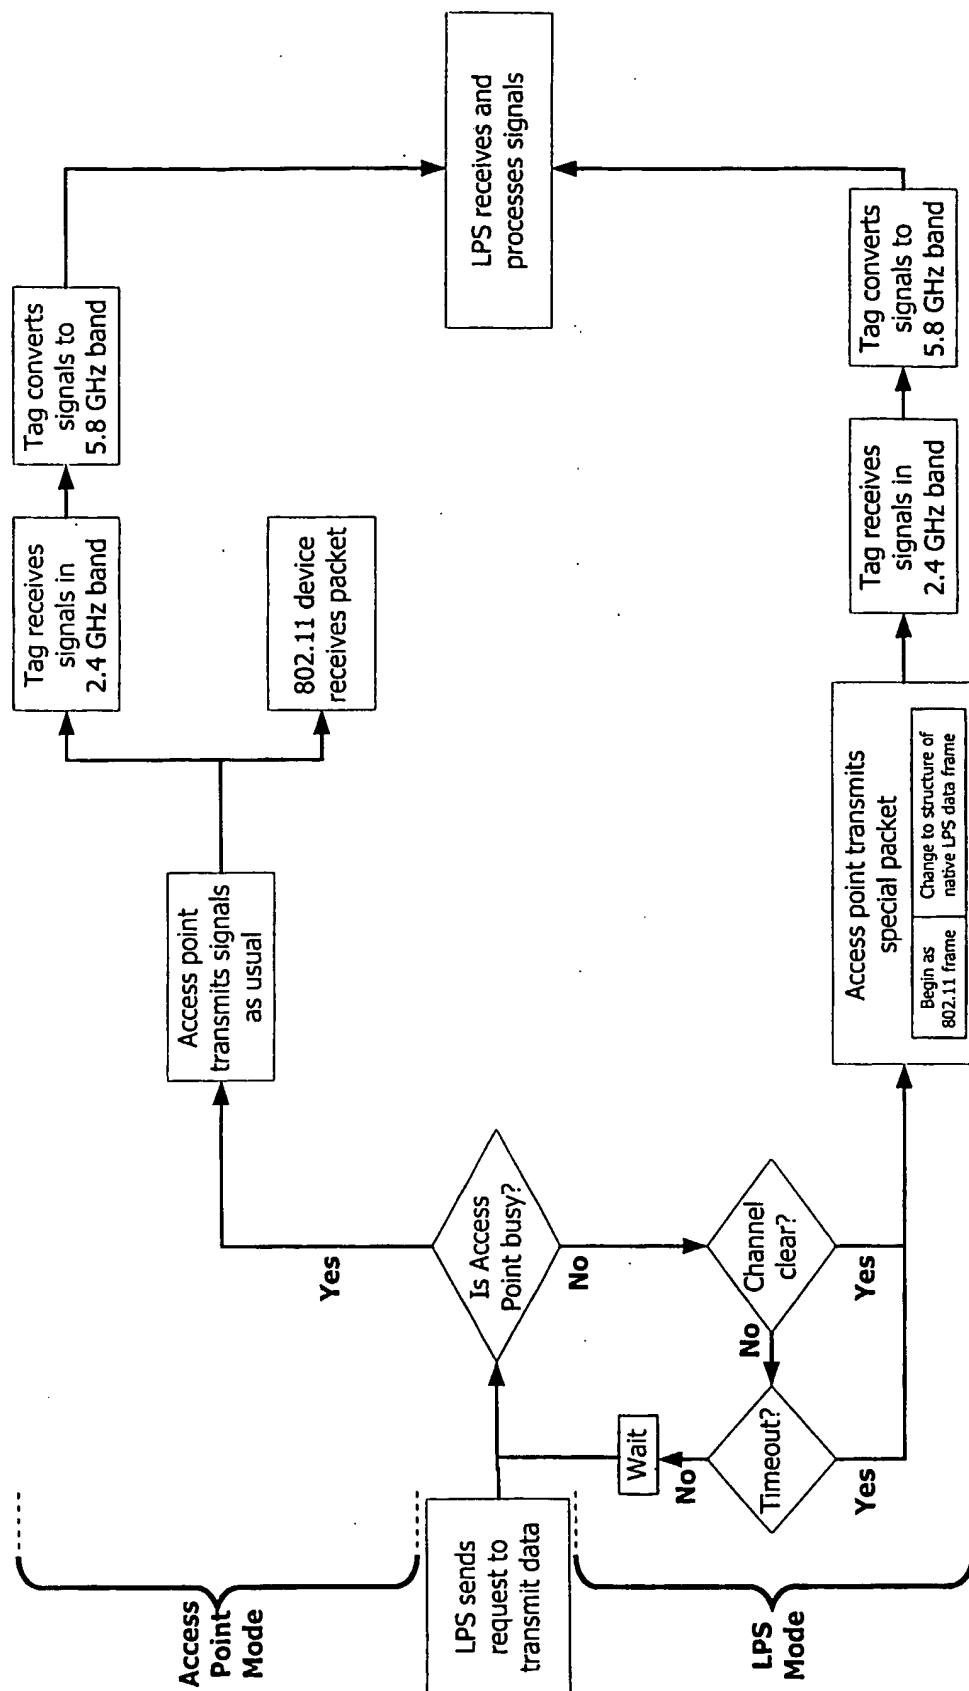 Access
Point
Mode
LPS sends
request to
transmit data
LPS
Mode
Is Access
Point busy?
Yes
No
Channel
clear?
No
Yes
Timeout?
No
Yes
Wait
Access point
transmits signals
as usual
Tag receives
signals in
2.4 GHz band
Tag converts
signals to
5.8 GHz band
802.11 device
receives packet
LPS receives and
processes signals
Access point transmits
special packet
Begin as
802.11 frame
Change to structure of
native LPS data frame
Tag receives
signals in
2.4 GHz band
Tag converts
signals to
5.8 GHz band